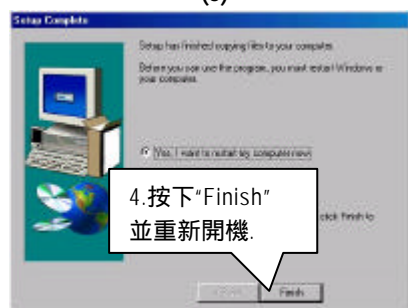 Setup Complete
Setup has finished copying files to your computer.
Before you can use the program, you must restart Windows or
your computer.
Yes, I want to restart my computer now.
4.按下“Finish”
並重新開機.
click Finish to
Finish